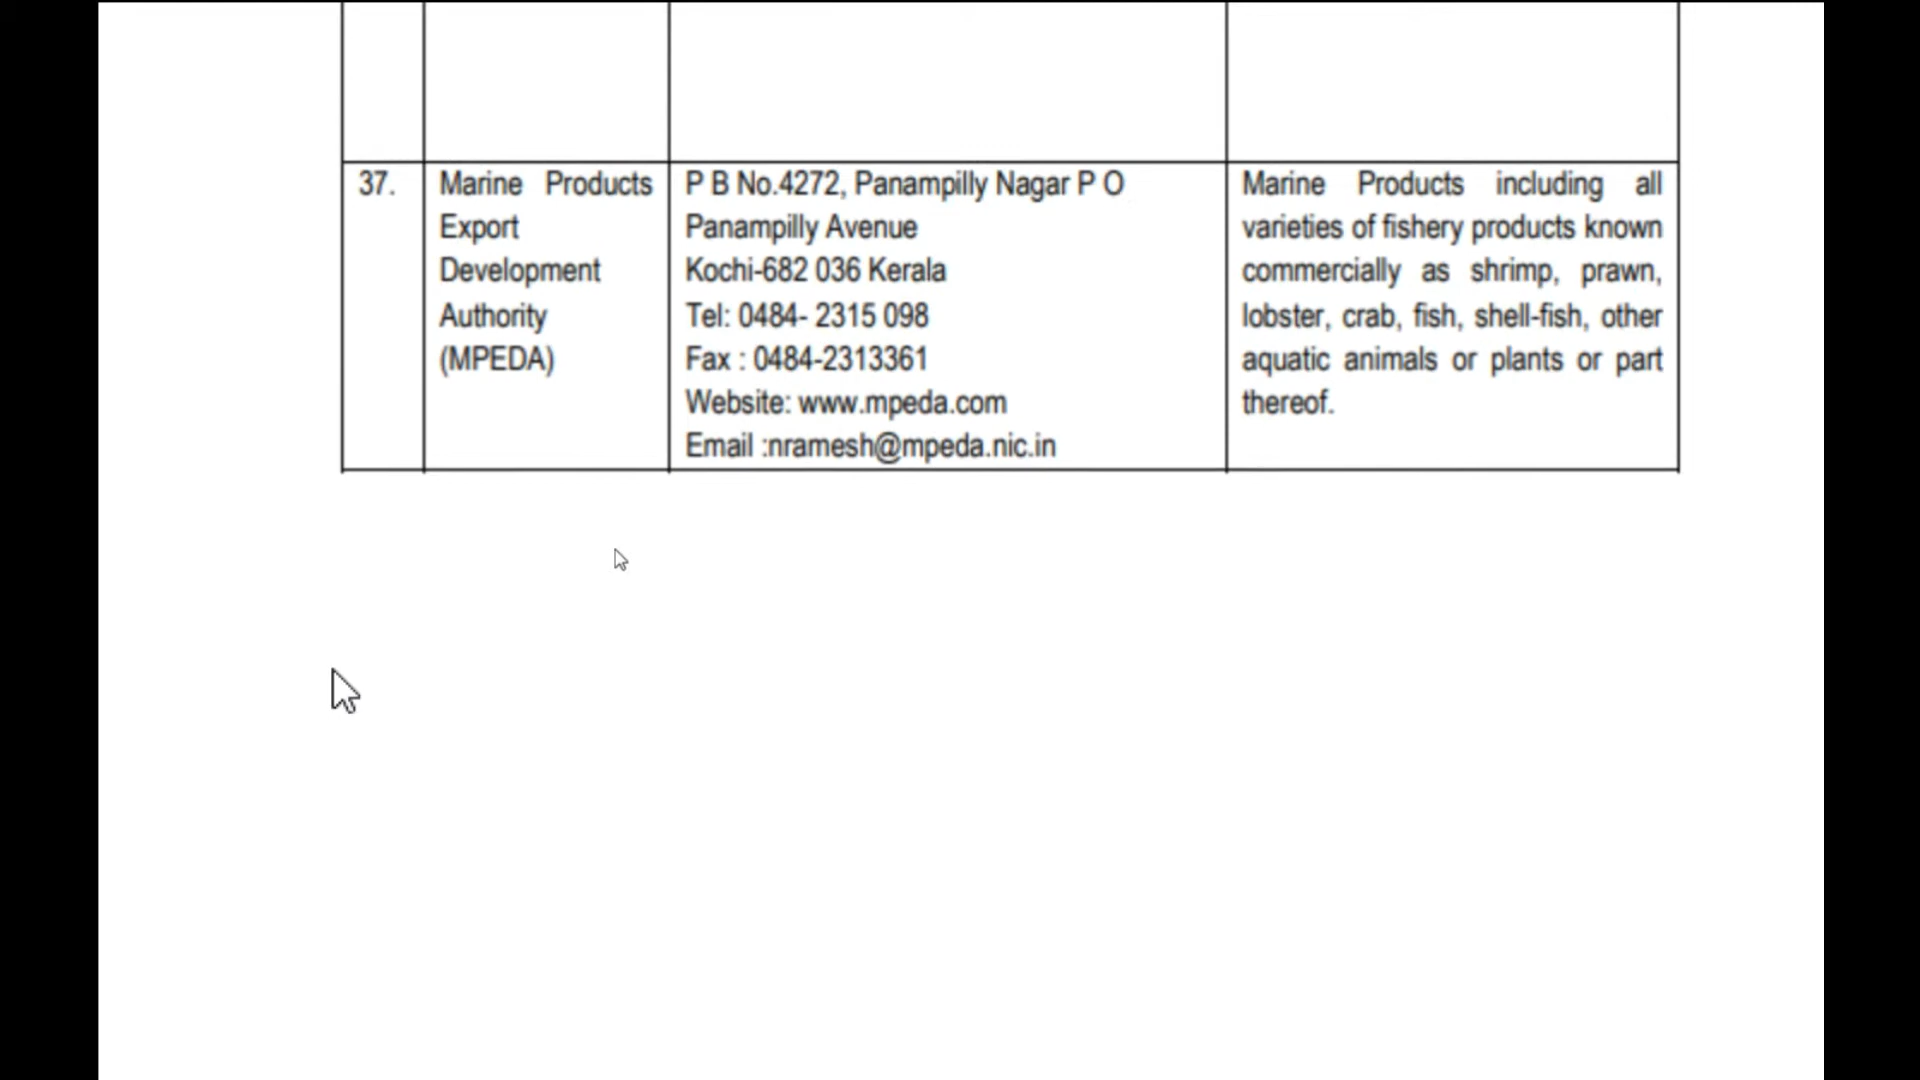 37.
Marine Products
Export
Development
Authority
(MPEDA)
P B No.4272, Panampilly Nagar P O
Panampilly Avenue
Kochi-682 036 Kerala
Tel: 0484- 2315 098
Fax : 0484-2313361
Website: www.mpeda.com
Email :nramesh@mpeda.nic.in
Marine Products including all
varieties of fishery products known
commercially as shrimp, prawn,
lobster, crab, fish, shell-fish, other
aquatic animals or plants or part
thereof.